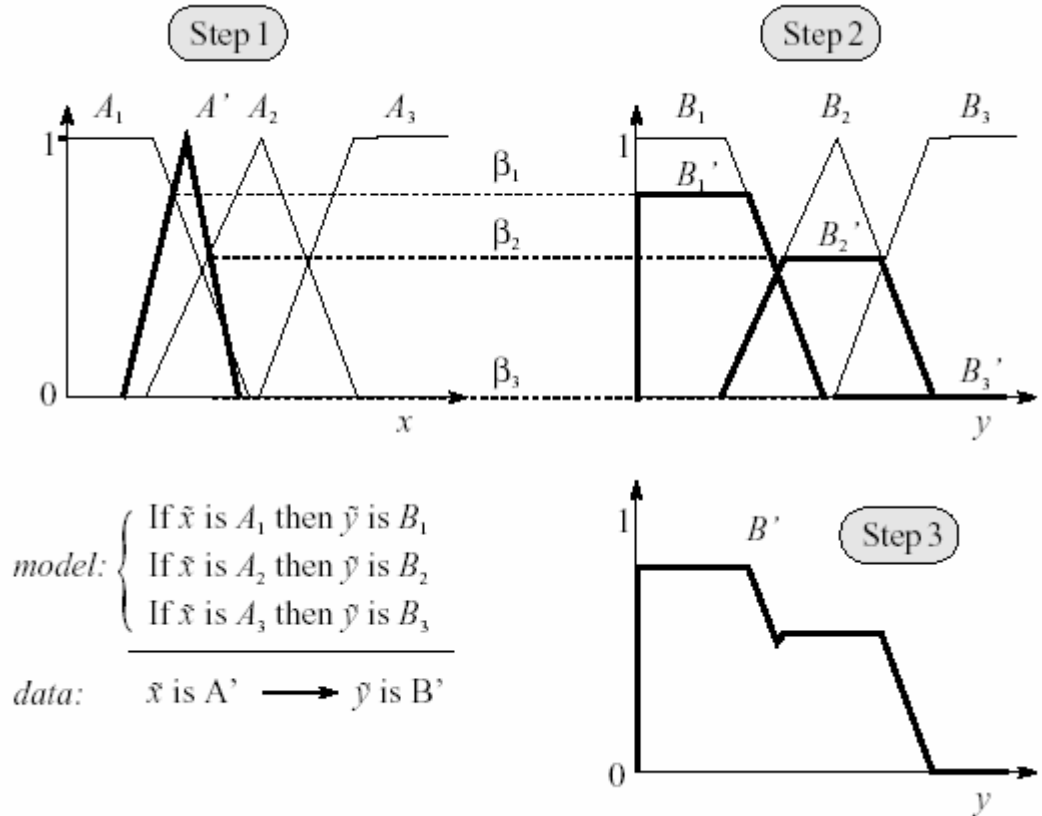 Step 1
Step 2
A₁ A’ A₂ A₃
B₁ B₂ B₃
1
1
β₁
B₁’
β₂
B₂’
β₃
B₃’
0
x
y
model:
If x̃ is A₁ then ỹ is B₁
If x̃ is A₂ then ỹ is B₂
If x̃ is A₃ then ỹ is B₃
data: x̃ is A’ ⟶ ỹ is B’
1
B’
Step 3
0
y